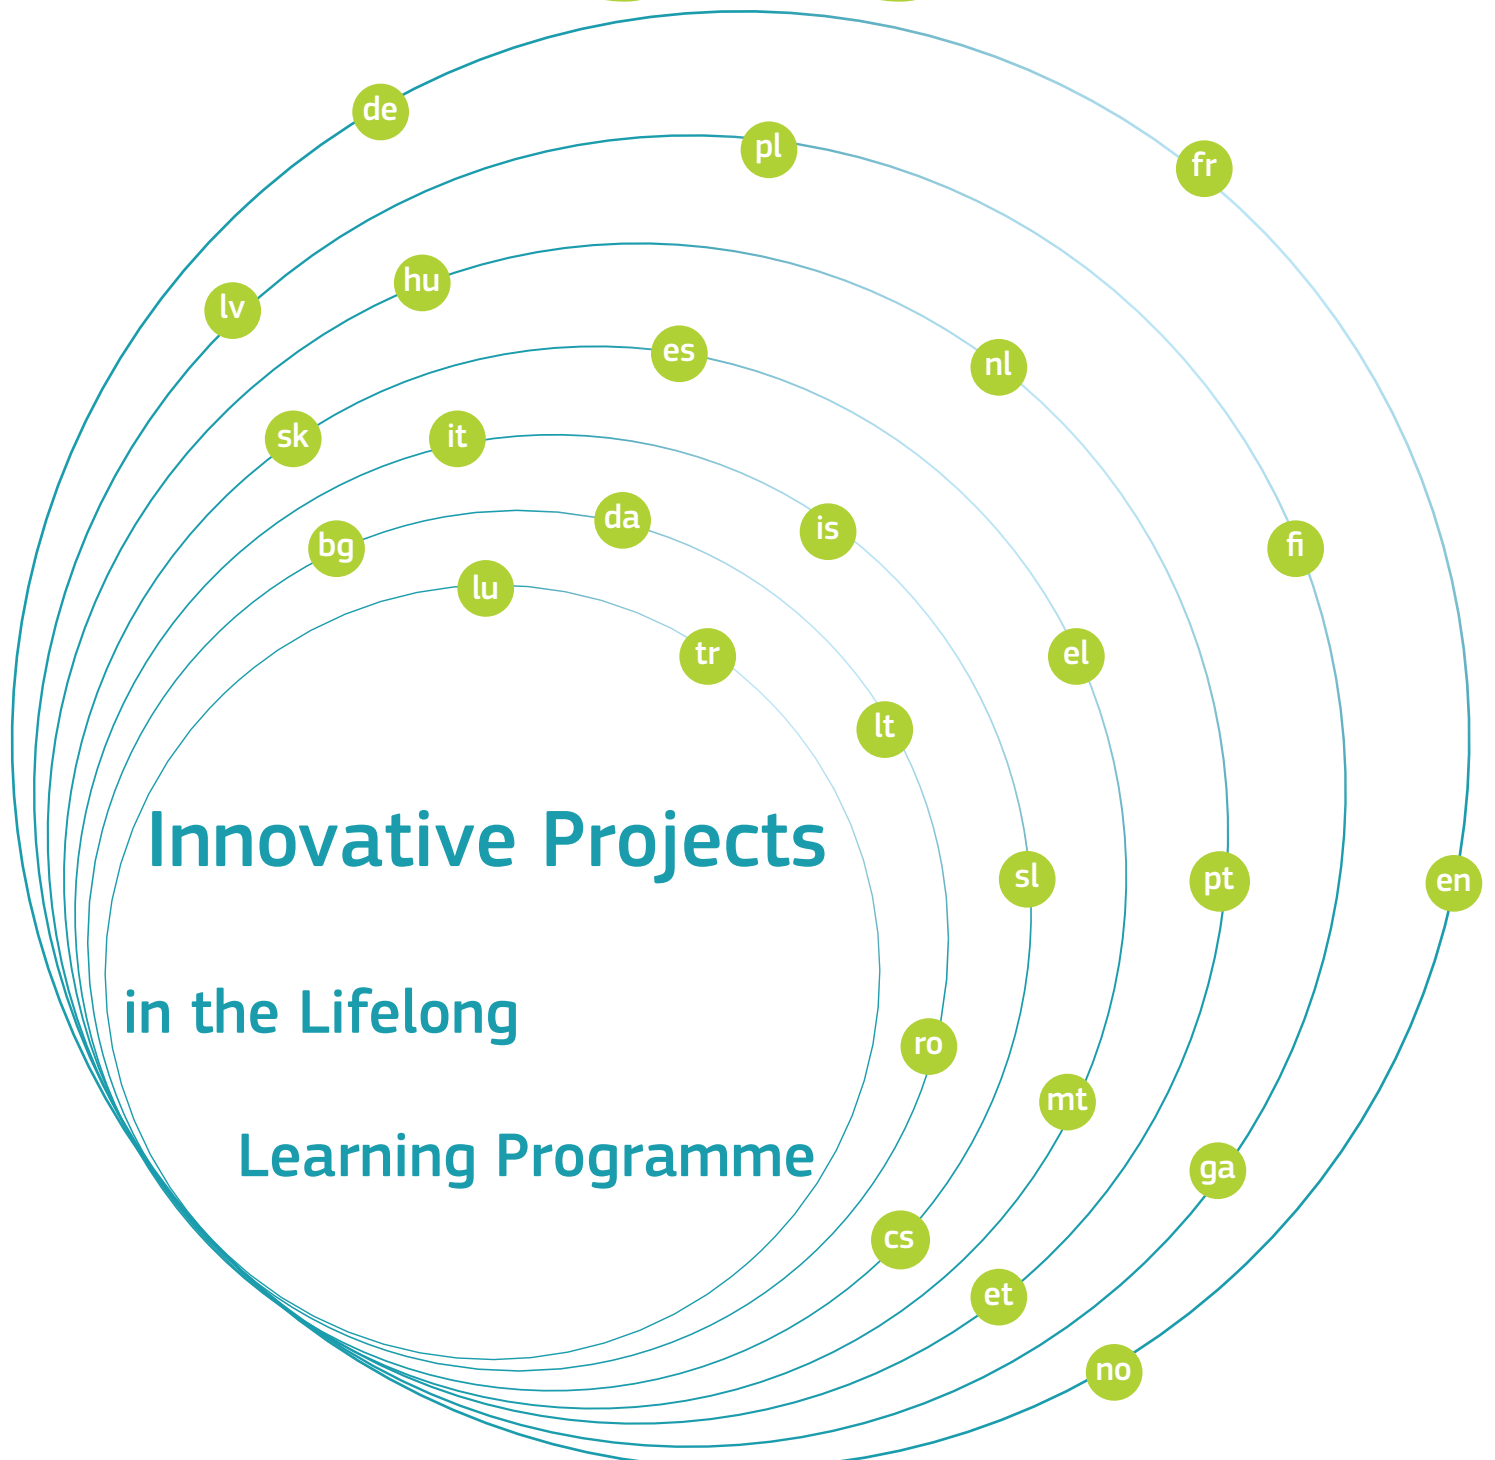 de
pl
fr
hu
lv
es
nl
sk
it
da
is
bg
fi
lu
tr
el
lt
Innovative Projects
sl
pt
en
in the Lifelong
ro
mt
Learning Programme
ga
cs
et
no